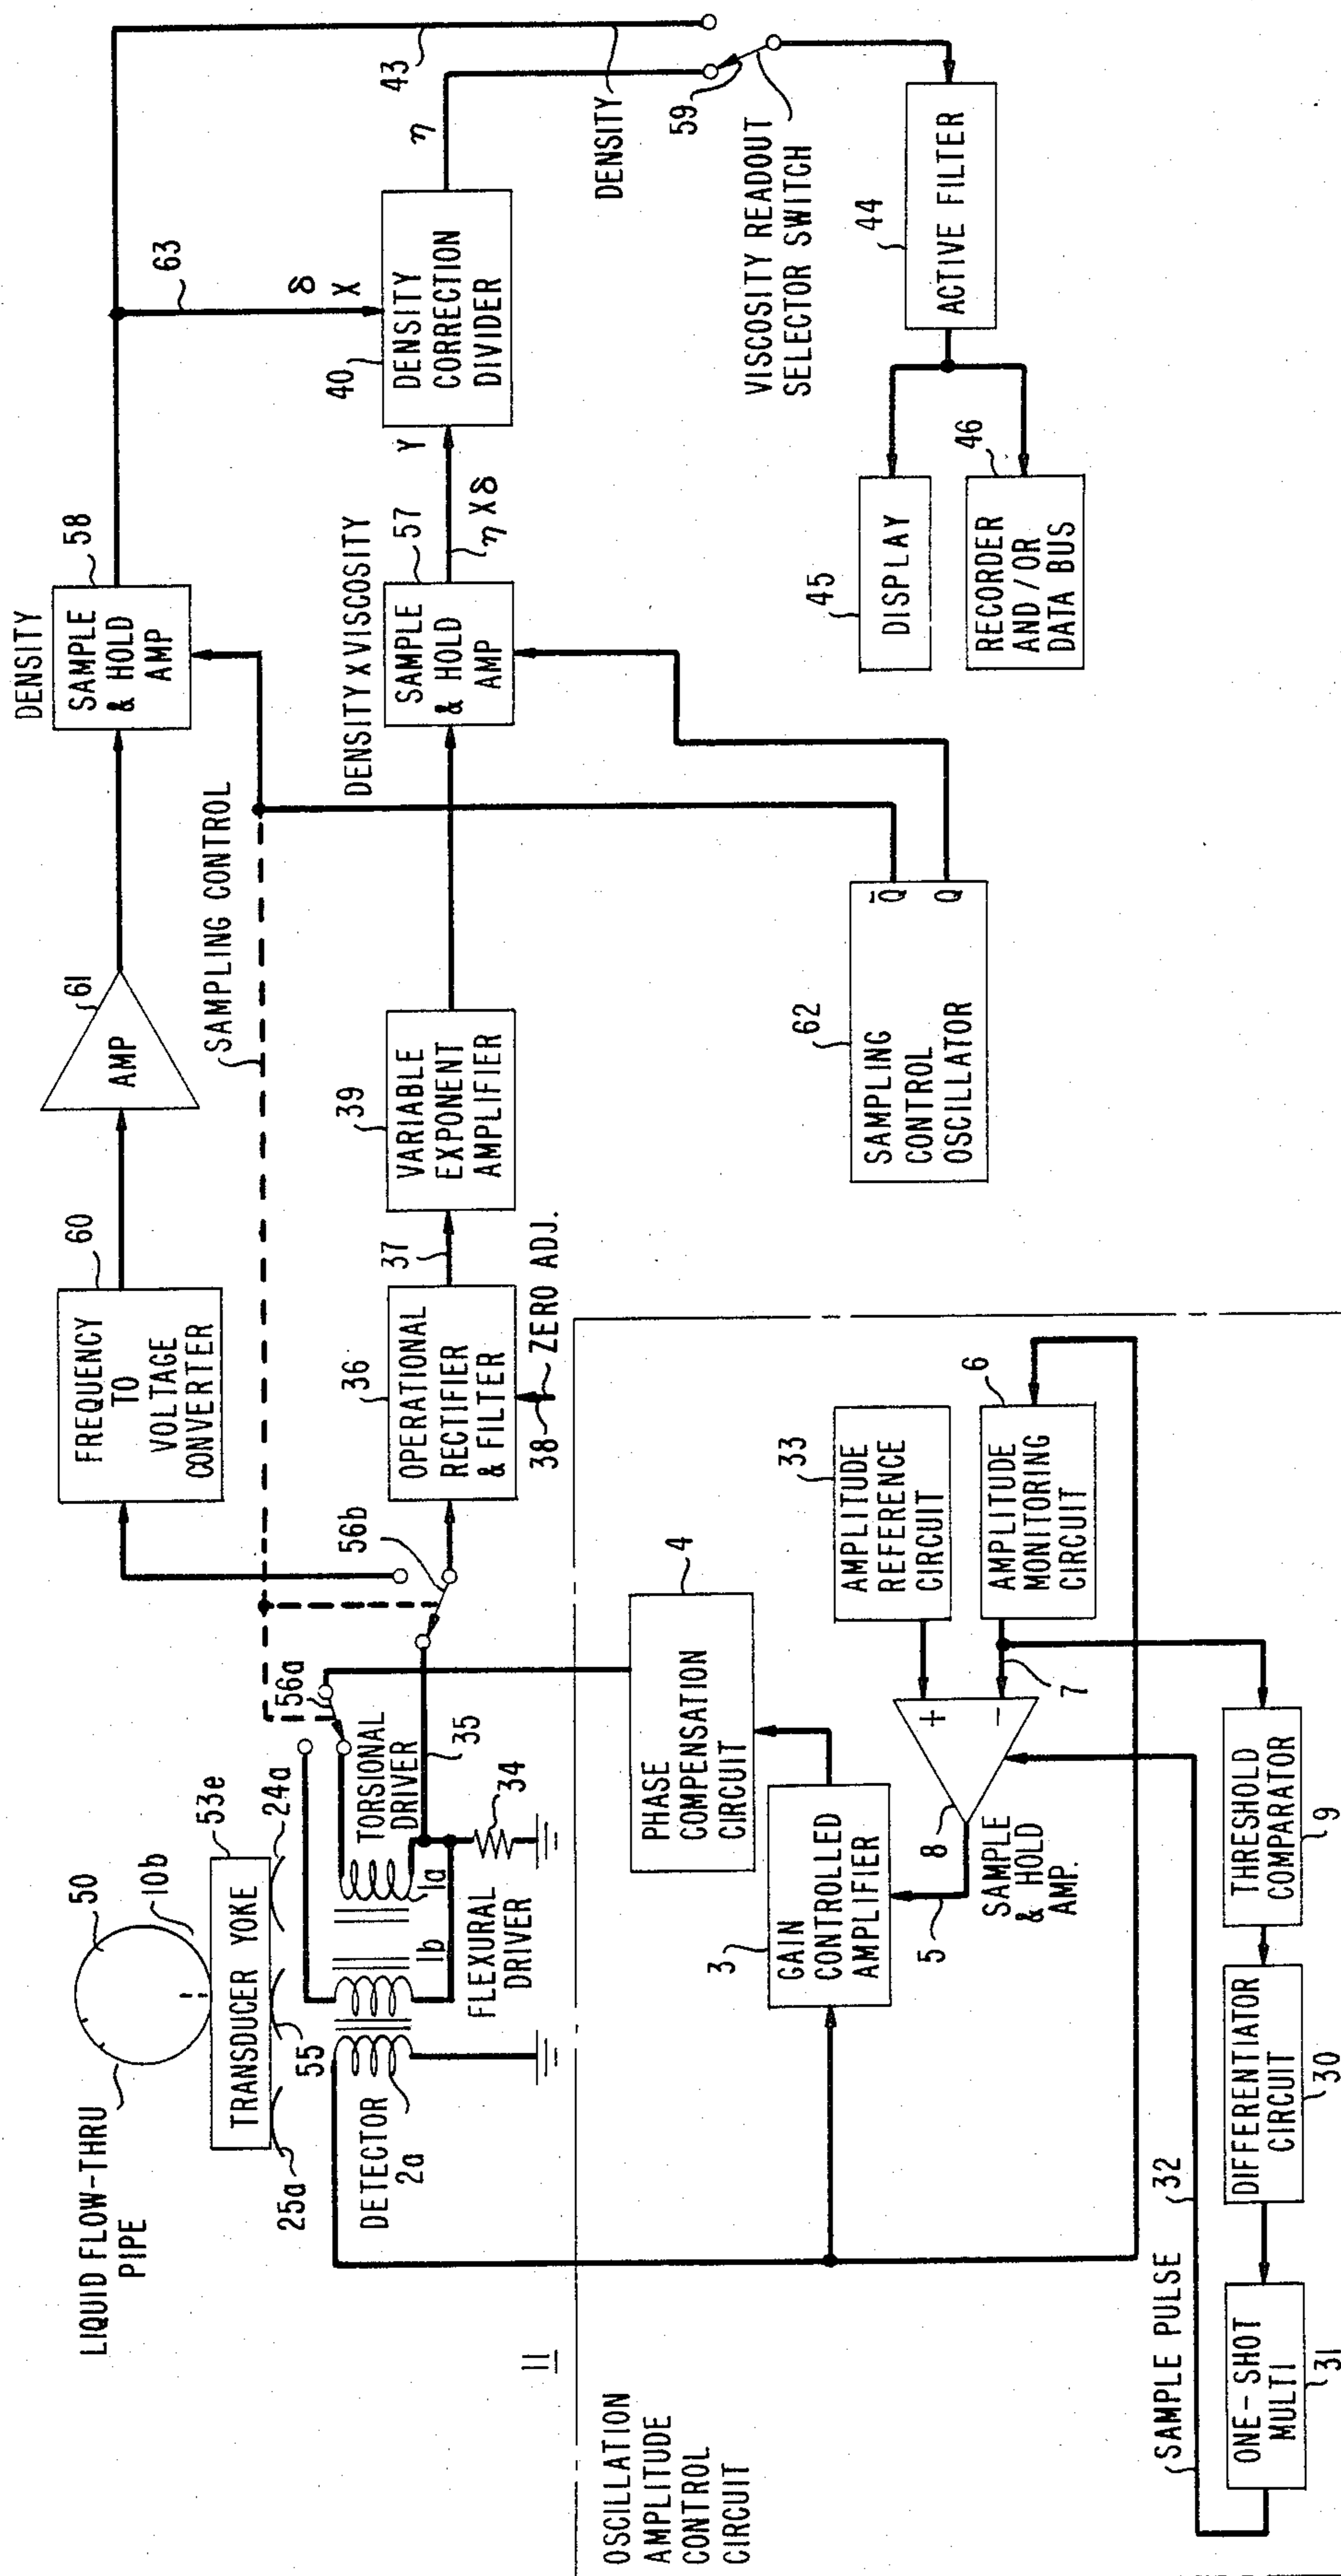 LIQUID FLOW-THRU
PIPE
50
10b
53e
TRANSDUCER YOKE
25a
55
24a
DETECTOR
2a
1b
FLEXURAL
DRIVER
1a
TORSIONAL
DRIVER
34
35
56a
56b
11
FREQUENCY
TO
VOLTAGE
CONVERTER
60
AMP
61
DENSITY
SAMPLE
& HOLD
AMP
58
SAMPLING CONTROL
OPERATIONAL
RECTIFIER
& FILTER
36
37
38
ZERO ADJ.
VARIABLE
EXPONENT
AMPLIFIER
39
DENSITY X VISCOSITY
SAMPLE
& HOLD
AMP
57
η X δ
Y
δ
X
63
DENSITY
CORRECTION
DIVIDER
40
η
43
DENSITY
59
VISCOSITY READOUT
SELECTOR SWITCH
ACTIVE FILTER
44
DISPLAY
45
RECORDER
AND/OR
DATA BUS
46
SAMPLING
CONTROL
OSCILLATOR
62
Q̅
Q
OSCILLATION
AMPLITUDE
CONTROL
CIRCUIT
PHASE
COMPENSATION
CIRCUIT
4
GAIN
CONTROLLED
AMPLIFIER
3
5
8
SAMPLE
& HOLD
AMP.
+
−
7
AMPLITUDE
REFERENCE
CIRCUIT
33
AMPLITUDE
MONITORING
CIRCUIT
6
THRESHOLD
COMPARATOR
9
DIFFERENTIATOR
CIRCUIT
30
ONE-SHOT
MULTI
31
SAMPLE PULSE
32